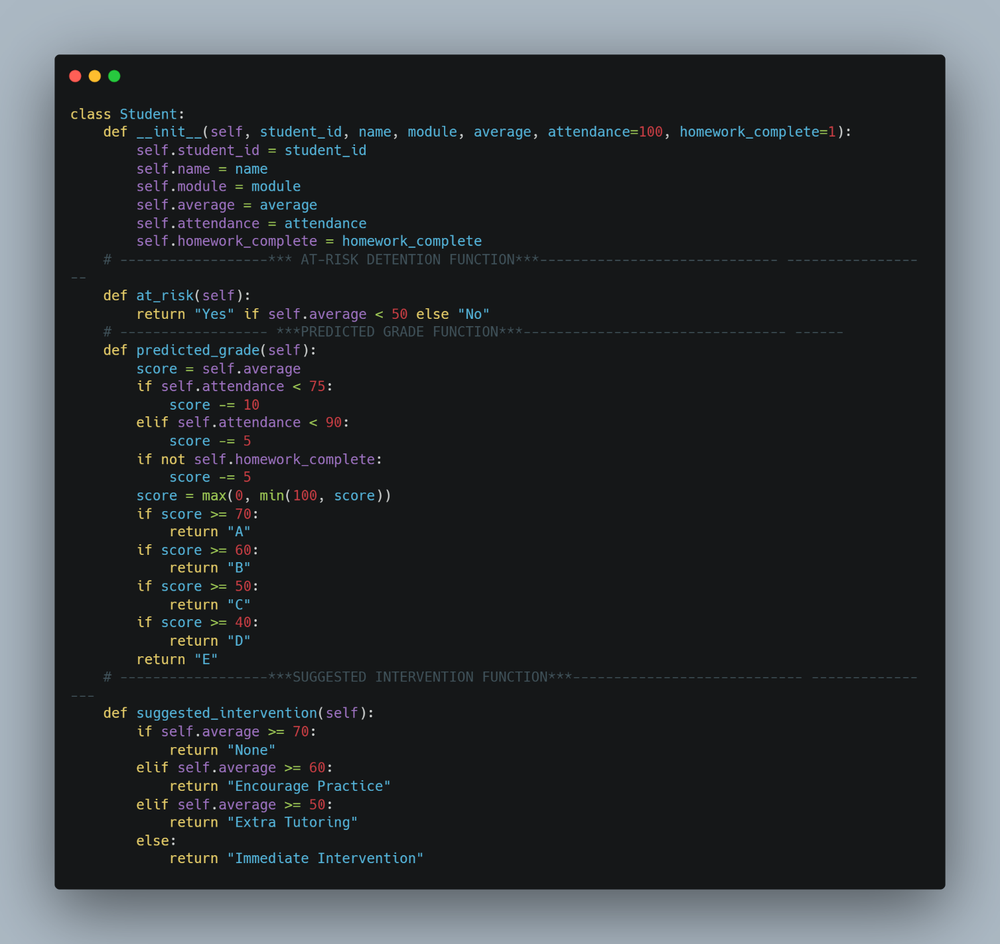 class Student:
    def __init__(self, student_id, name, module, average, attendance=100, homework_complete=1):
        self.student_id = student_id
        self.name = name
        self.module = module
        self.average = average
        self.attendance = attendance
        self.homework_complete = homework_complete
    # ------------------*** AT-RISK DETENTION FUNCTION***----------------------------- ----------------
--
    def at_risk(self):
        return "Yes" if self.average < 50 else "No"
    # ------------------ ***PREDICTED GRADE FUNCTION***-------------------------------- ------
    def predicted_grade(self):
        score = self.average
        if self.attendance < 75:
            score -= 10
        elif self.attendance < 90:
            score -= 5
        if not self.homework_complete:
            score -= 5
        score = max(0, min(100, score))
        if score >= 70:
            return "A"
        if score >= 60:
            return "B"
        if score >= 50:
            return "C"
        if score >= 40:
            return "D"
        return "E"
    # ------------------***SUGGESTED INTERVENTION FUNCTION***---------------------------- -------------
---
    def suggested_intervention(self):
        if self.average >= 70:
            return "None"
        elif self.average >= 60:
            return "Encourage Practice"
        elif self.average >= 50:
            return "Extra Tutoring"
        else:
            return "Immediate Intervention"